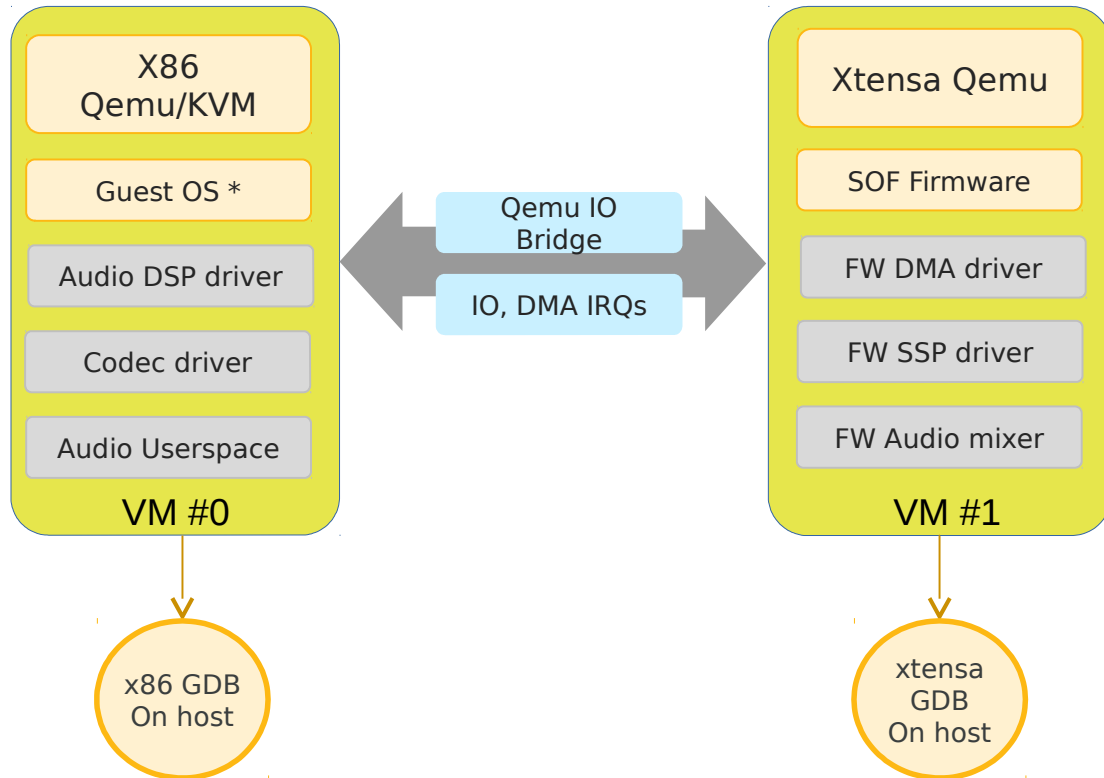 X86
Qemu/KVM
Guest OS *
Audio DSP driver
Codec driver
Audio Userspace
VM #0
x86 GDB
On host
Qemu IO
Bridge
IO, DMA IRQs
Xtensa Qemu
SOF Firmware
FW DMA driver
FW SSP driver
FW Audio mixer
VM #1
xtensa
GDB
On host